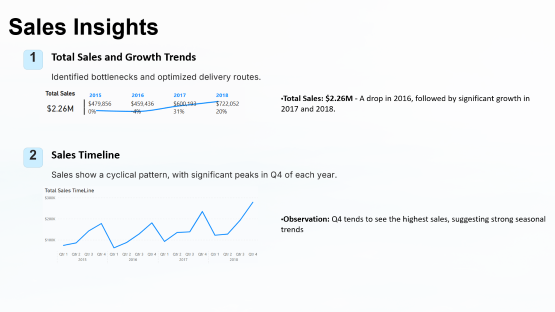 Sales Insights
1
Total Sales and Growth Trends
Identified bottlenecks and optimized delivery routes.
Total Sales
$2.26M
2015 2016 2017 2018
$479,856 $459,436 $600,193 $722,052
0% -4% 31% 20%
•Total Sales: $2.26M - A drop in 2016, followed by significant growth in
2017 and 2018.
2
Sales Timeline
Sales show a cyclical pattern, with significant peaks in Q4 of each year.
Total Sales TimeLine
$300K
$200K
$100K
Qtr 1 Qtr 2 Qtr 3 Qtr 4 Qtr 1 Qtr 2 Qtr 3 Qtr 4 Qtr 1 Qtr 2 Qtr 3 Qtr 4 Qtr 1 Qtr 2 Qtr 3 Qtr 4
2015 2016 2017 2018
•Observation: Q4 tends to see the highest sales, suggesting strong seasonal
trends